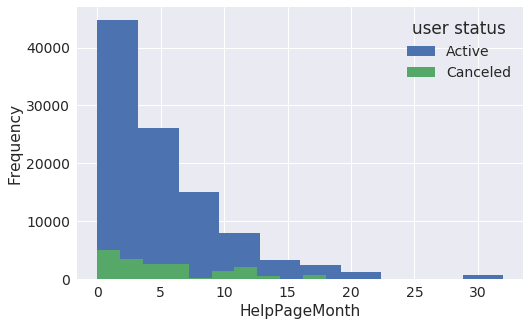 user status
Active
Canceled
Frequency
40000
30000
20000
10000
0
0 5 10 15 20 25 30
HelpPageMonth